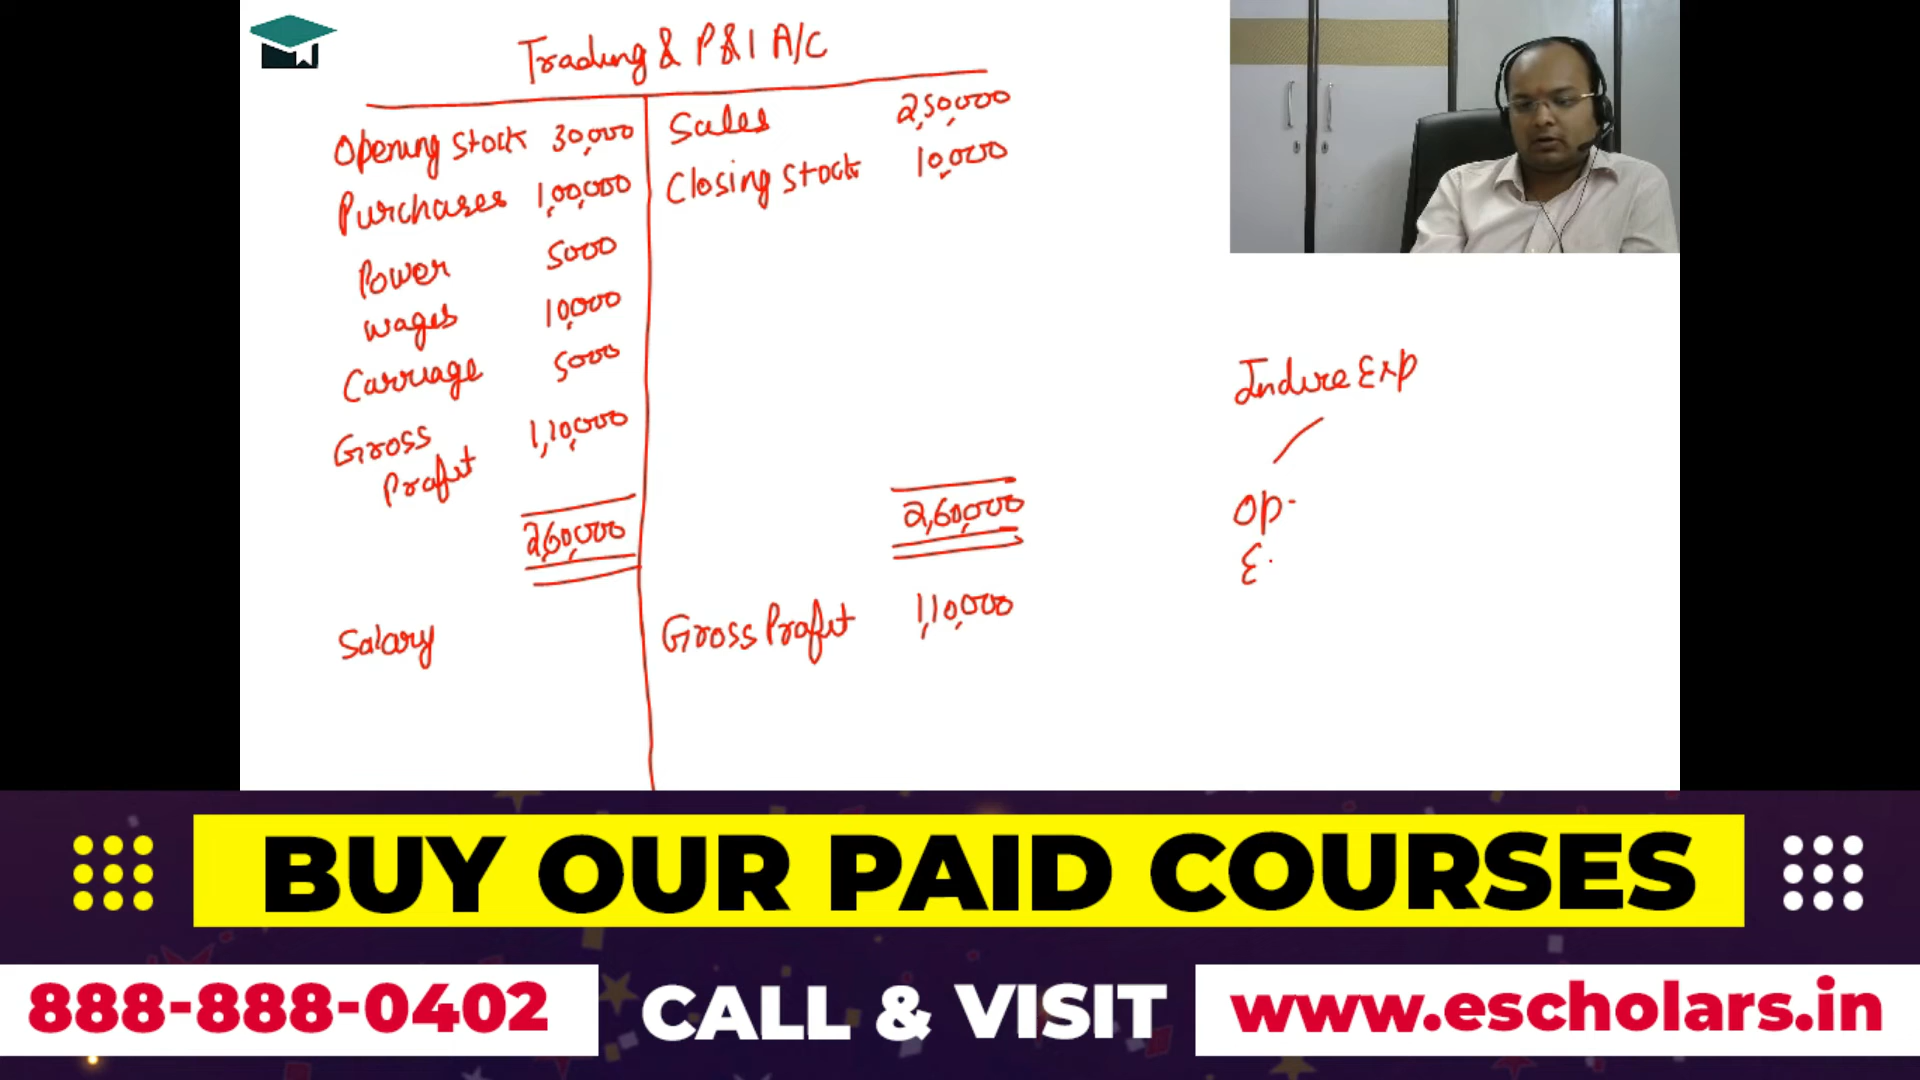 Trading & P&l A/C
Opening Stock 30,000 Sales 2,50,000
Purchases 1,00,000 Closing Stock 10,000
Power 5000
Wages 10,000
Carriage 5000
Gross Profit 1,10,000
2,60,000 2,60,000
Salary Gross Profit 1,10,000
Indire Exp
Op.
E.
BUY OUR PAID COURSES
888-888-0402 CALL & VISIT www.escholars.in